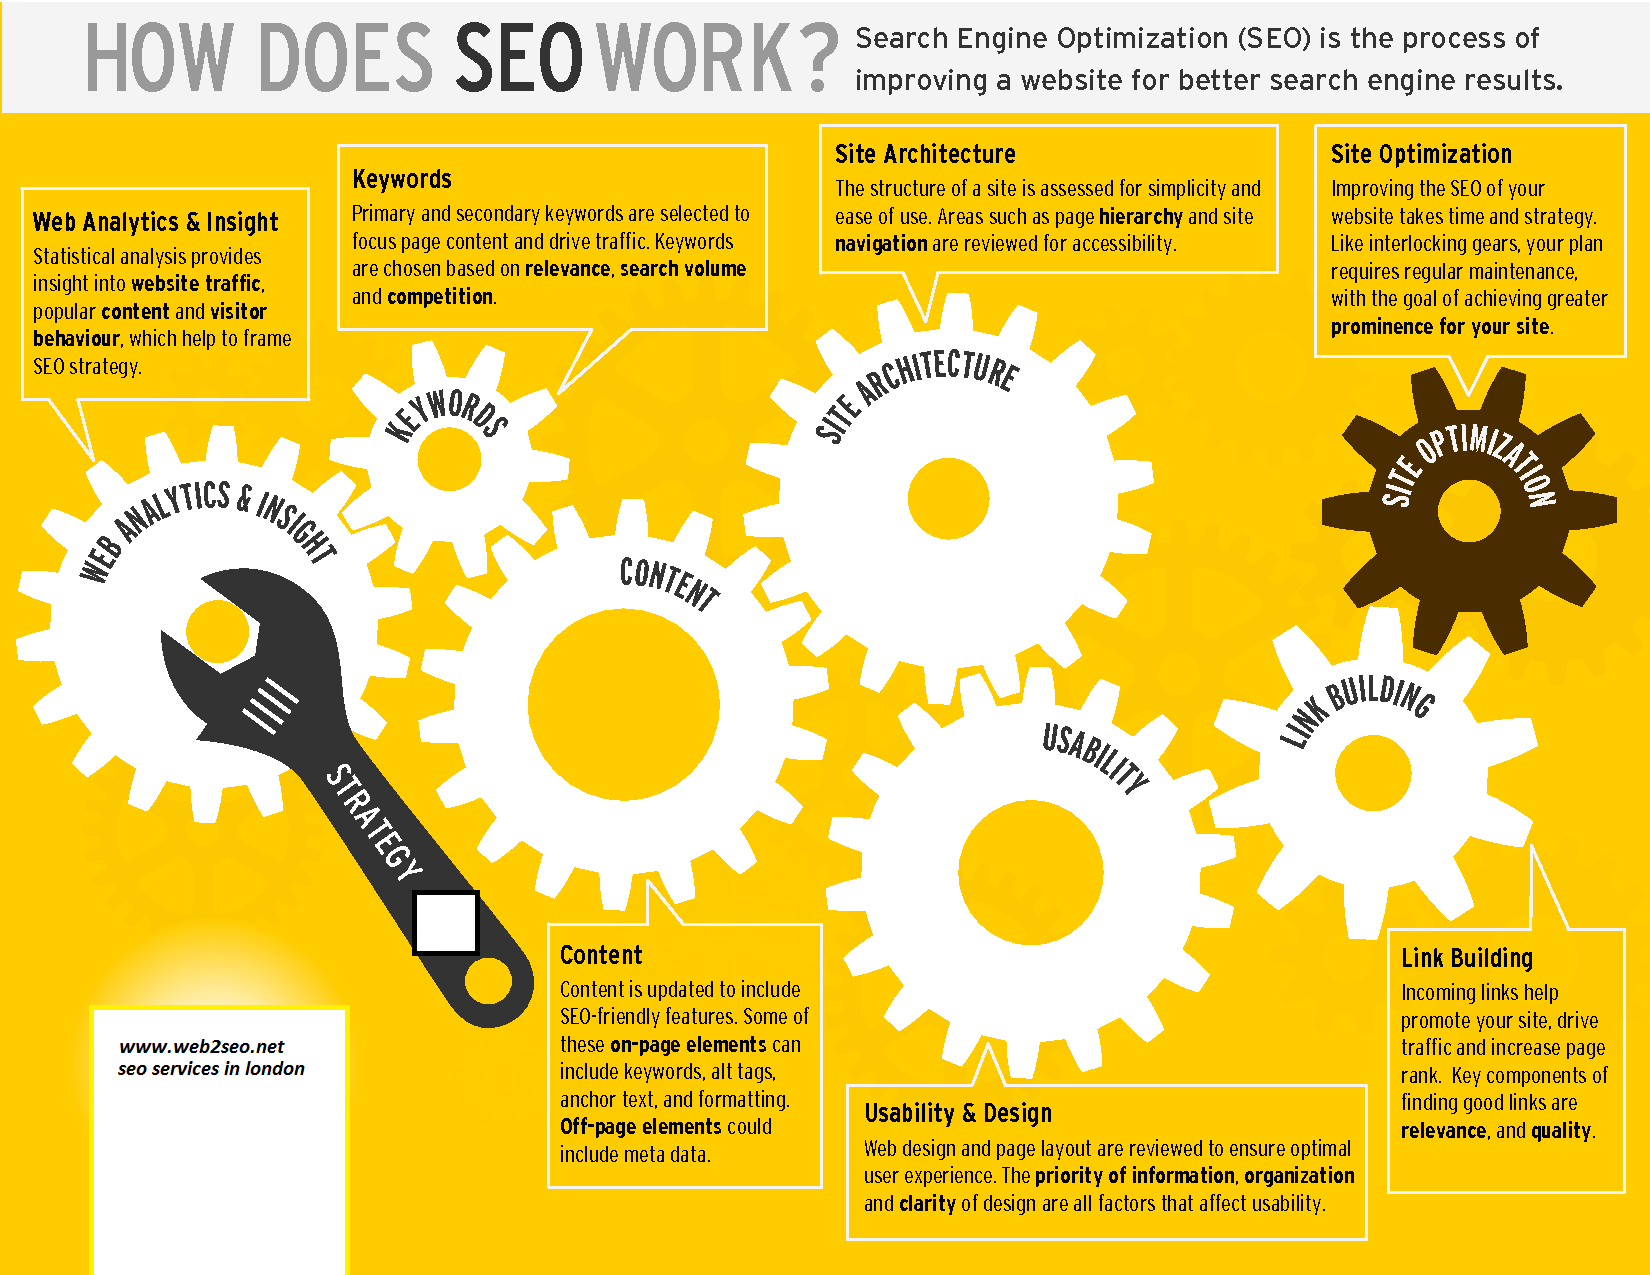 HOW DOES SEO WORK?
Search Engine Optimization (SEO) is the process of
improving a website for better search engine results.
Web Analytics & Insight
Statistical analysis provides
insight into website traffic,
popular content and visitor
behaviour, which help to frame
SEO strategy.
Keywords
Primary and secondary keywords are selected to
focus page content and drive traffic. Keywords
are chosen based on relevance, search volume
and competition.
Site Architecture
The structure of a site is assessed for simplicity and
ease of use. Areas such as page hierarchy and site
navigation are reviewed for accessibility.
Site Optimization
Improving the SEO of your
website takes time and strategy.
Like interlocking gears, your plan
requires regular maintenance,
with the goal of achieving greater
prominence for your site.
WEB ANALYTICS & INSIGHT
KEYWORDS
CONTENT
SITE ARCHITECTURE
USABILITY
LINK BUILDING
SITE OPTIMIZATION
STRATEGY
www.web2seo.net
seo services in london
Content
Content is updated to include
SEO-friendly features. Some of
these on-page elements can
include keywords, alt tags,
anchor text, and formatting.
Off-page elements could
include meta data.
Usability & Design
Web design and page layout are reviewed to ensure optimal
user experience. The priority of information, organization
and clarity of design are all factors that affect usability.
Link Building
Incoming links help
promote your site, drive
traffic and increase page
rank.  Key components of
finding good links are
relevance, and quality.